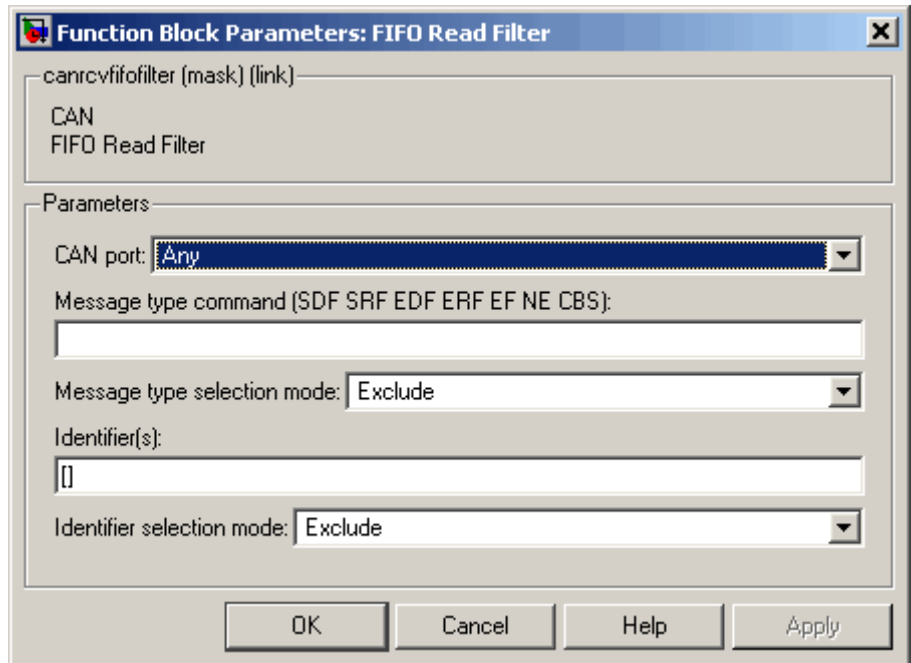 Function Block Parameters: FIFO Read Filter
canrcvfifofilter (mask) (link)
CAN
FIFO Read Filter
Parameters
CAN port: Any
Message type command (SDF SRF EDF ERF EF NE CBS):
Message type selection mode: Exclude
Identifier(s):
[]
Identifier selection mode: Exclude
OK Cancel Help Apply